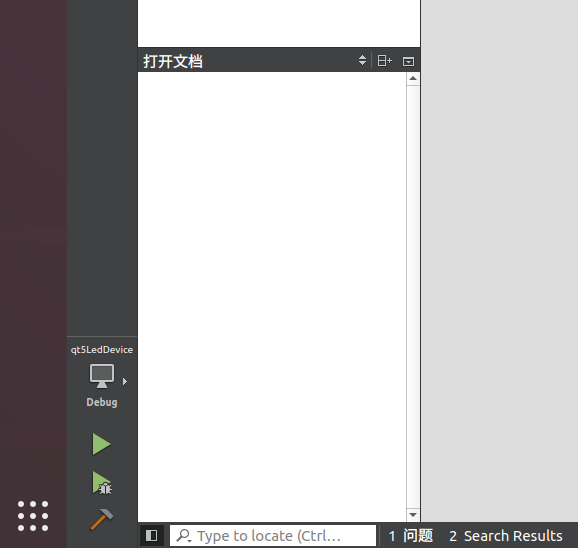 打开文档
qt5LedDevice
Debug
Type to locate (Ctrl...
1 问题
2 Search Results